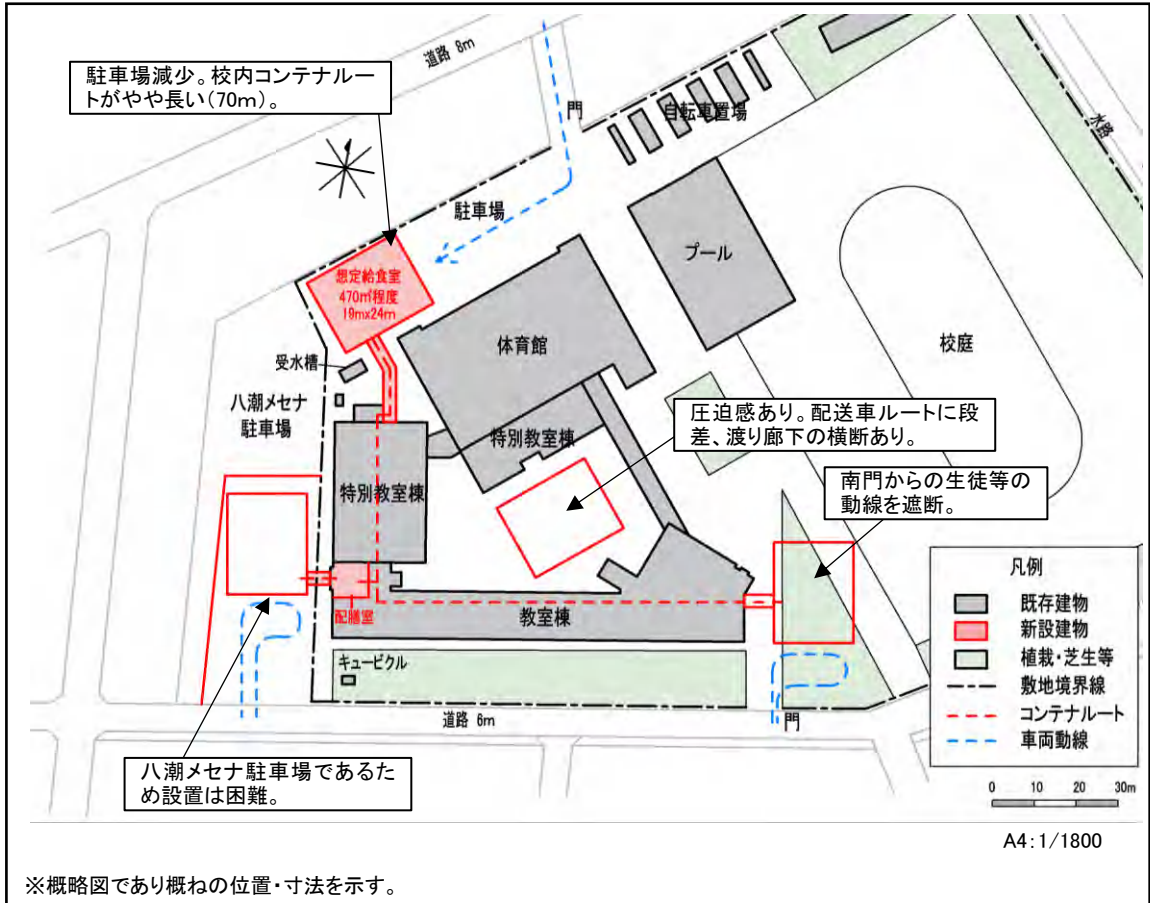 道路 8m
駐車場減少。校内コンテナルー
トがやや長い（70m）。
門
自転車置場
水路
駐車場
プール
想定給食室
470㎡程度
19mx24m
体育館
校庭
受水槽
八潮メセナ
駐車場
圧迫感あり。配送車ルートに段
差、渡り廊下の横断あり。
特別教室棟
特別教室棟
南門からの生徒等の
動線を遮断。
配膳室
教室棟
キュービクル
道路 6m
門
八潮メセナ駐車場であるた
め設置は困難。
凡例
既存建物
新設建物
植栽・芝生等
敷地境界線
コンテナルート
車両動線
0 10 20 30m
A4：1/1800
※概略図であり概ねの位置・寸法を示す。